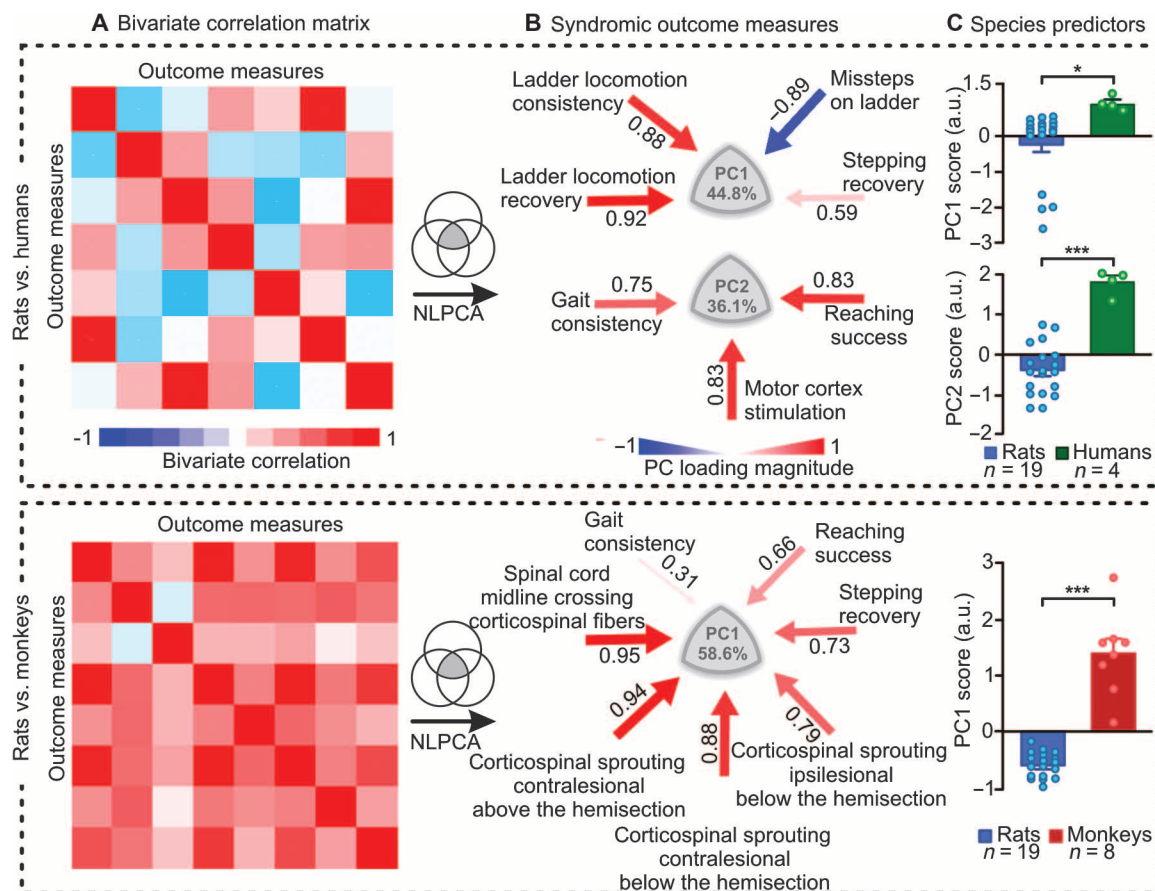 A Bivariate correlation matrix
B Syndromic outcome measures
C Species predictors
Rats vs. humans
Outcome measures
Outcome measures
-1
1
Bivariate correlation
NLPCA
Ladder locomotion
consistency
0.88
Missteps
on ladder
−0.89
Ladder locomotion
recovery
0.92
PC1
44.8%
Stepping
recovery
0.59
0.75
Gait
consistency
PC2
36.1%
0.83
Reaching
success
0.83
Motor cortex
stimulation
−1
1
PC loading magnitude
PC1 score (a.u.)
1.5
0
−1
−2
−3
*
PC2 score (a.u.)
2
1
0
−1
−2
***
Rats
n = 19
Humans
n = 4
Rats vs. monkeys
Outcome measures
Outcome measures
NLPCA
Gait
consistency
0.31
0.66
Reaching
success
Spinal cord
midline crossing
corticospinal fibers
0.95
PC1
58.6%
Stepping
recovery
0.73
0.94
Corticospinal sprouting
contralesional
above the hemisection
0.88
Corticospinal sprouting
contralesional
below the hemisection
0.79
Corticospinal sprouting
ipsilesional
below the hemisection
PC1 score (a.u.)
3
2
1
0
−1
***
Rats
n = 19
Monkeys
n = 8